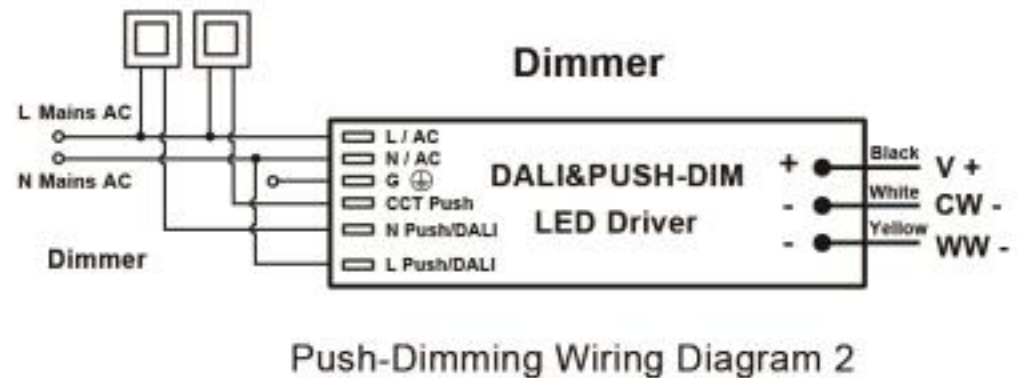 Dimmer
L Mains AC
N Mains AC
Dimmer
L / AC
N / AC
G
CCT Push
N Push/DALI
L Push/DALI
DALI&PUSH-DIM
LED Driver
+
-
-
Black
White
Yellow
V +
CW -
WW -
Push-Dimming Wiring Diagram 2